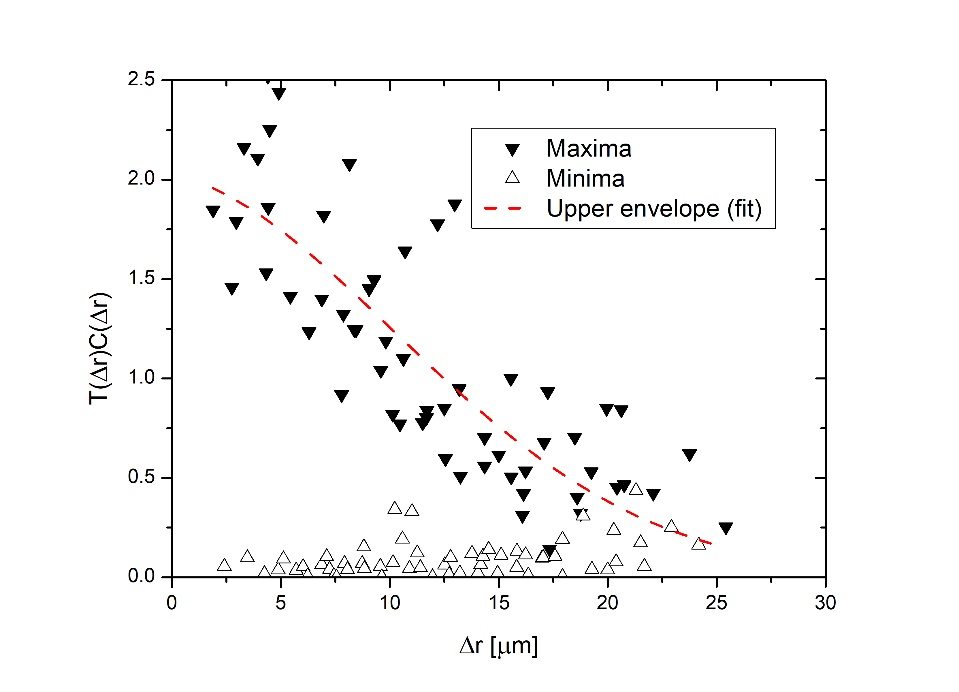 2.5
2.0
1.5
1.0
0.5
0.0
T(Δr)C(Δr)
Maxima
Minima
Upper envelope (fit)
0 5 10 15 20 25 30
Δr [μm]